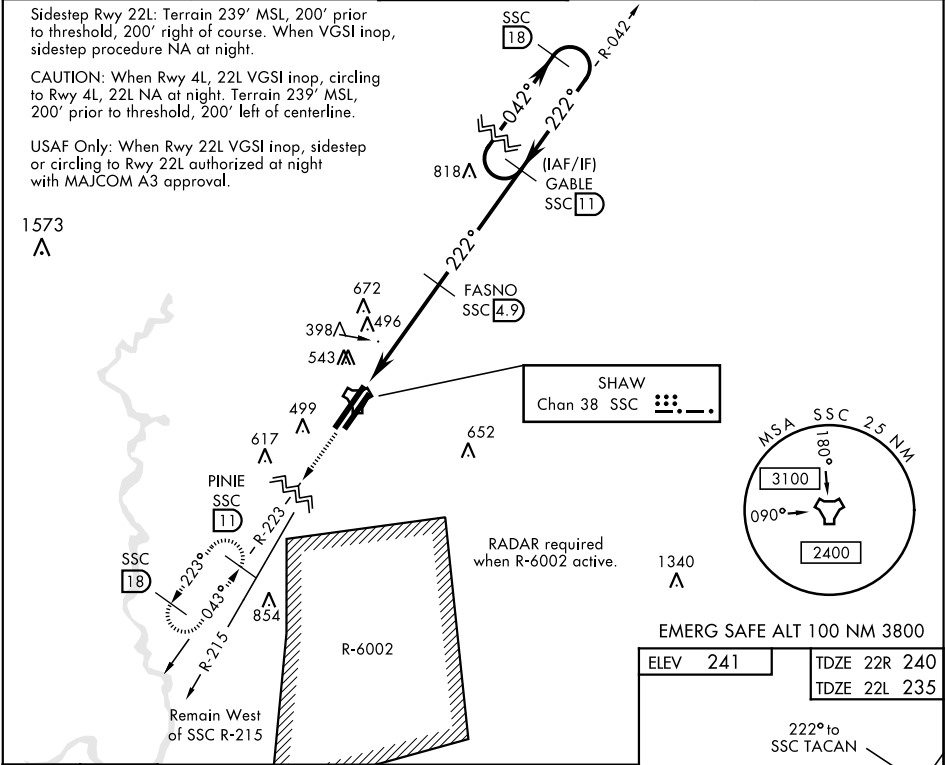 Sidestep Rwy 22L: Terrain 239' MSL, 200' prior
to threshold, 200' right of course. When VGSI inop,
sidestep procedure NA at night.
CAUTION: When Rwy 4L, 22L VGSI inop, circling
to Rwy 4L, 22L NA at night. Terrain 239' MSL,
200' prior to threshold, 200' left of centerline.
USAF Only: When Rwy 22L VGSI inop, sidestep
or circling to Rwy 22L authorized at night
with MAJCOM A3 approval.
SSC
18
R-042
042°
222°
818
(IAF/IF)
GABLE
SSC 11
1573
222°
FASNO
SSC 4.9
672
496
398
543
SHAW
Chan 38 SSC
499
617
652
PINIE
SSC
11
R-223
SSC
18
223°
043°
854
R-215
Remain West
of SSC R-215
R-6002
RADAR required
when R-6002 active.
1340
MSA SSC 25 NM
180°
3100
090°
2400
EMERG SAFE ALT 100 NM 3800
ELEV 241
TDZE 22R 240
TDZE 22L 235
222° to
SSC TACAN